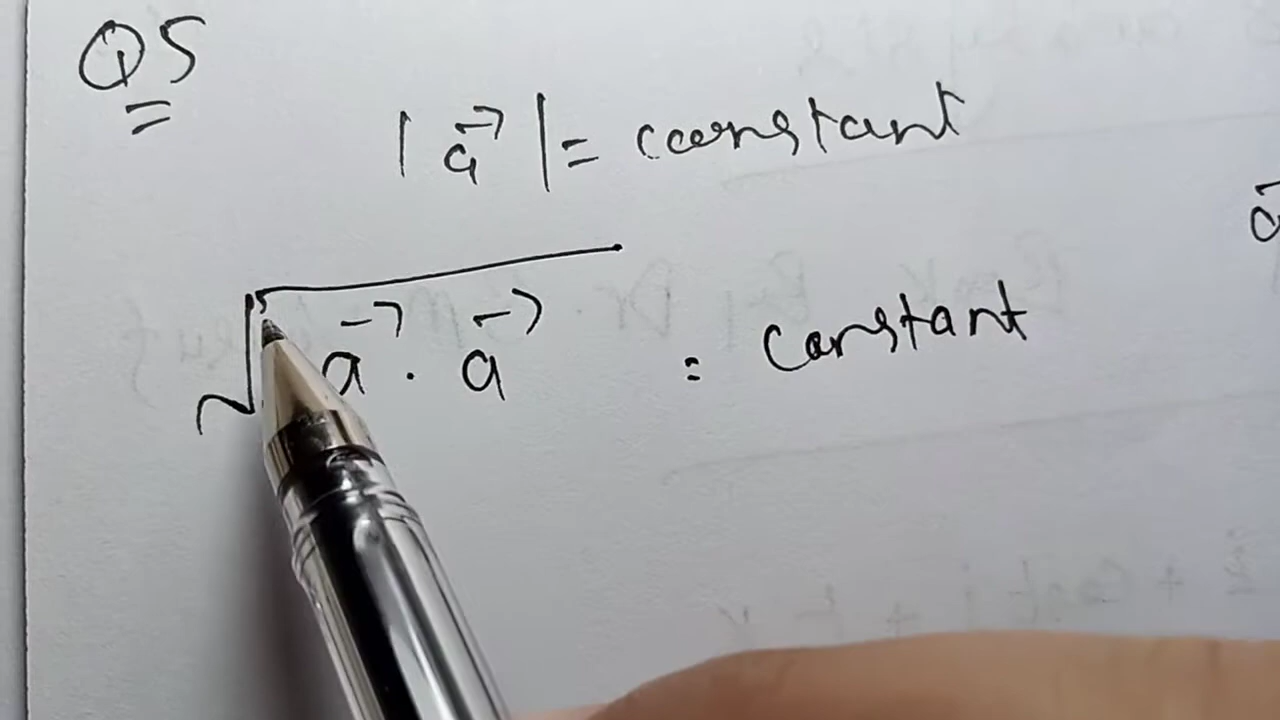 Q5
|a⃗| = constant
√a⃗ . a⃗ = constant
a⃗